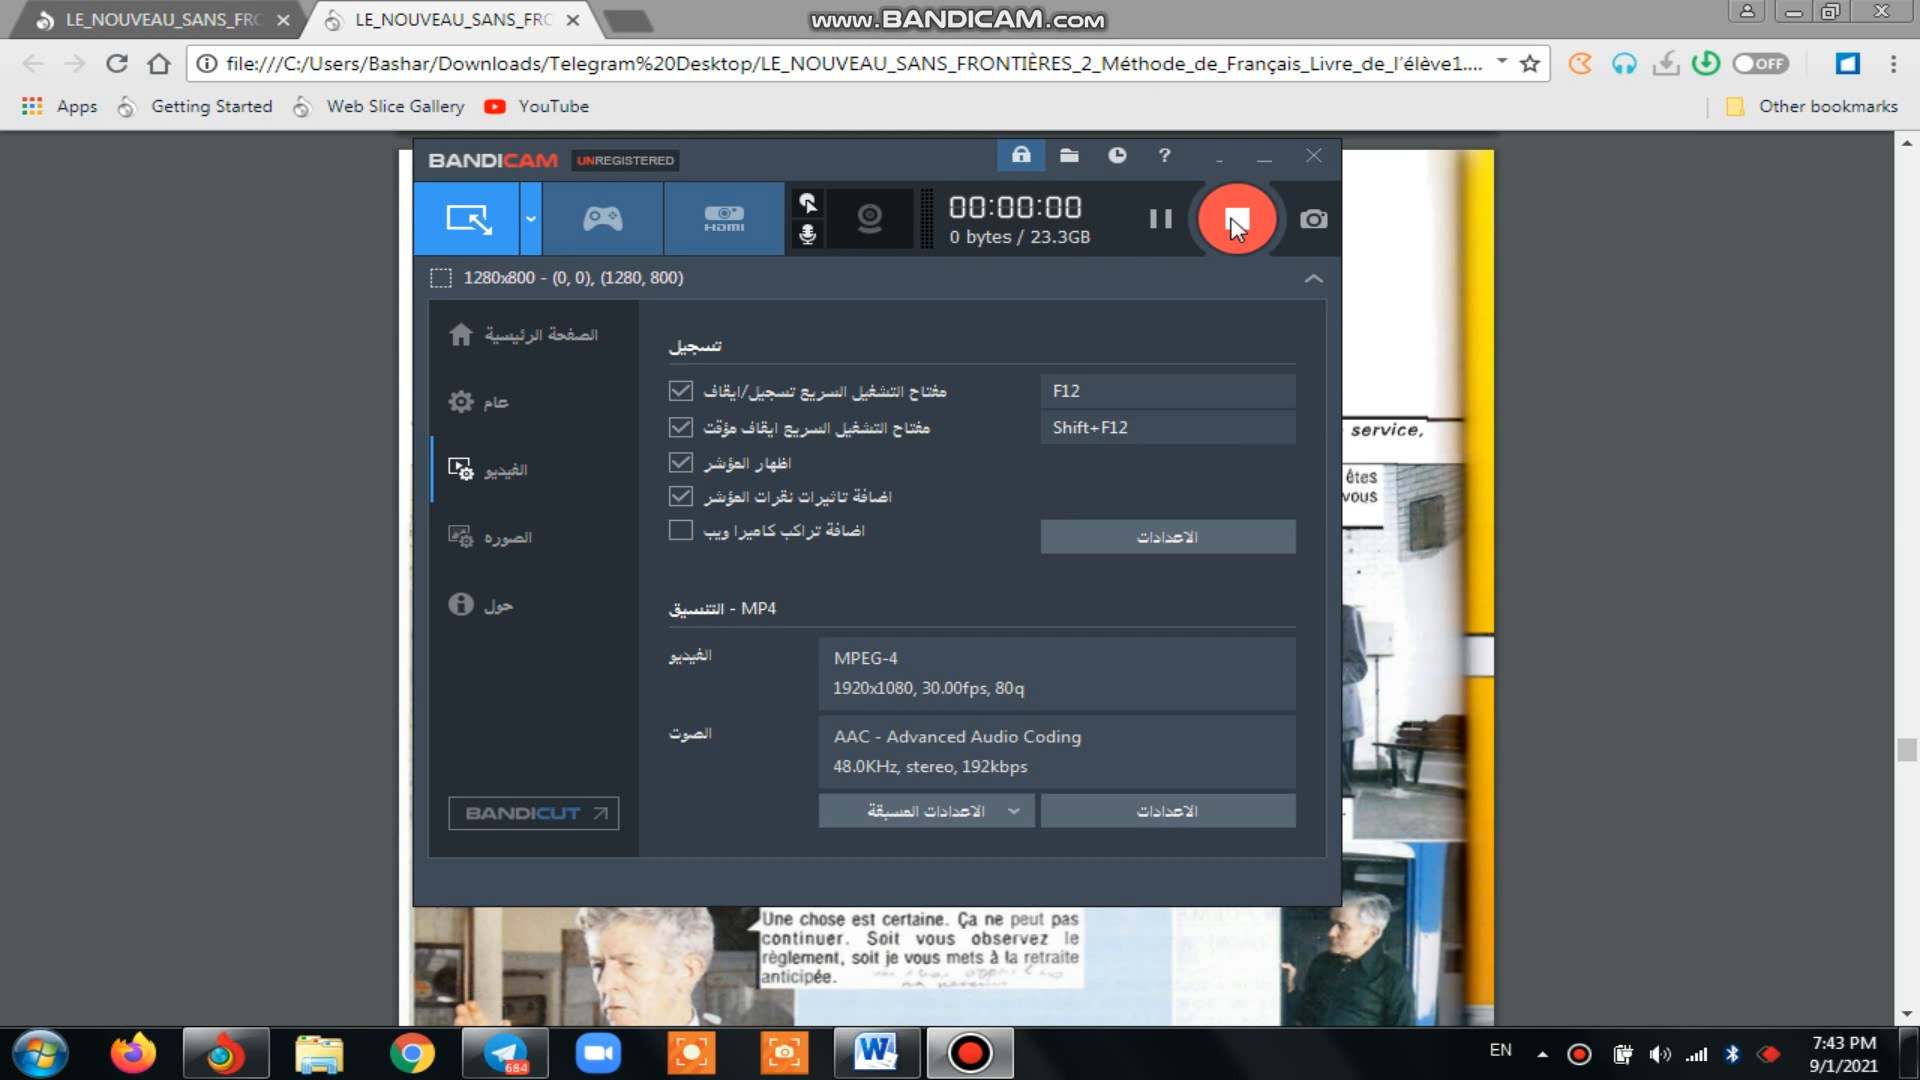 LE_NOUVEAU_SANS_FRO
LE_NOUVEAU_SANS_FRO
www.BANDICAM.com
file:///C:/Users/Bashar/Downloads/Telegram%20Desktop/LE_NOUVEAU_SANS_FRONTIÈRES_2_Méthode_de_Français_Livre_de_l'élève1....
OFF
Apps
Getting Started
Web Slice Gallery
YouTube
Other bookmarks
BANDICAM
UNREGISTERED
?
HDMI
00:00:00
0 bytes / 23.3GB
1280x800 - (0, 0), (1280, 800)
الصفحة الرئيسية
عام
الفيديو
الصوره
حول
BANDICUT
تسجيل
مفتاح التشغيل السريع تسجيل/ايقاف
F12
مفتاح التشغيل السريع ايقاف مؤقت
Shift+F12
اظهار المؤشر
اضافة تاثيرات نقرات المؤشر
اضافة تراكب كاميرا ويب
الاعدادات
التنسيق - MP4
الفيديو
MPEG-4
1920x1080, 30.00fps, 80q
الصوت
AAC - Advanced Audio Coding
48.0KHz, stereo, 192kbps
الاعدادات المسبقة
الاعدادات
service,
êtes
vous
Une chose est certaine. Ça ne peut pas
continuer. Soit vous observez le
règlement, soit je vous mets à la retraite
anticipée.
684
EN
7:43 PM
9/1/2021